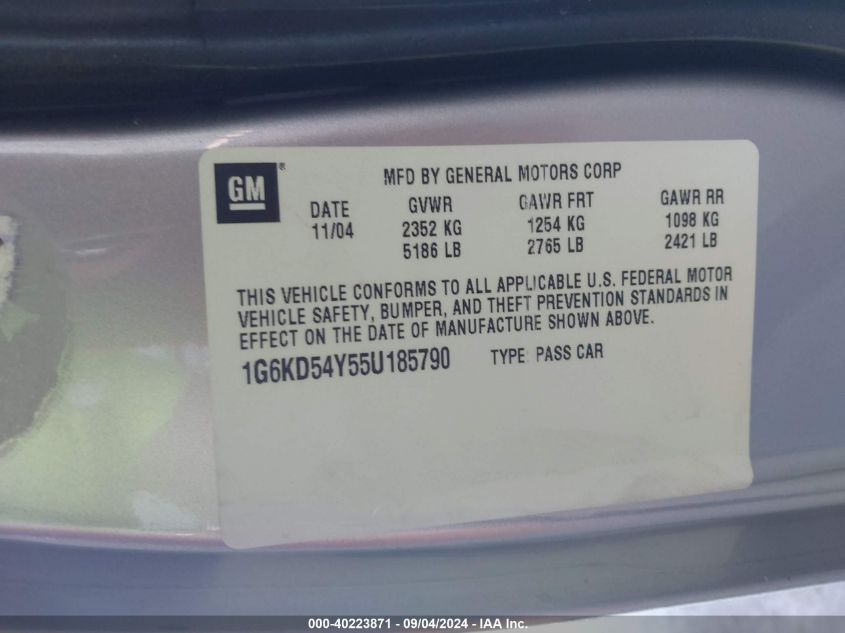 GM®
MFD BY GENERAL MOTORS CORP
DATE GVWR GAWR FRT GAWR RR
11/04 2352 KG 1254 KG 1098 KG
5186 LB 2765 LB 2421 LB
THIS VEHICLE CONFORMS TO ALL APPLICABLE U.S. FEDERAL MOTOR
VEHICLE SAFETY, BUMPER, AND THEFT PREVENTION STANDARDS IN
EFFECT ON THE DATE OF MANUFACTURE SHOWN ABOVE.
1G6KD54Y55U185790 TYPE: PASS CAR
000-40223871 - 09/04/2024 - IAA Inc.